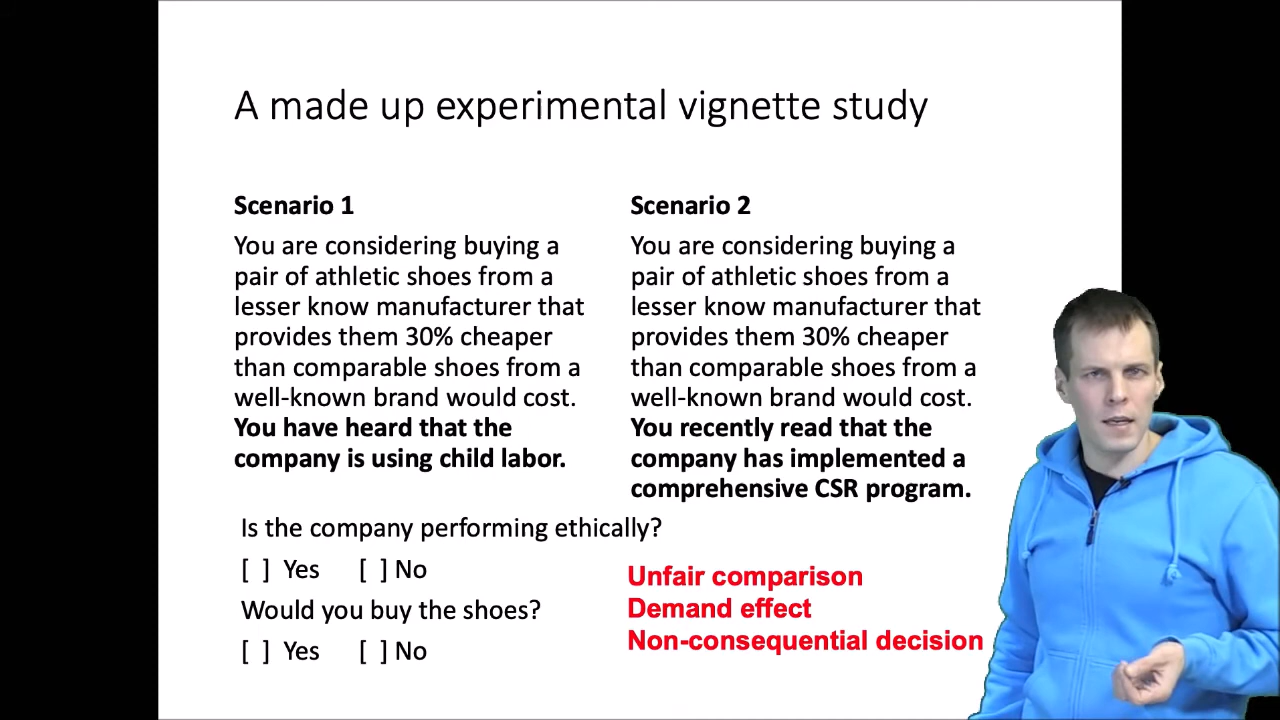 A made up experimental vignette study
Scenario 1
You are considering buying a
pair of athletic shoes from a
lesser know manufacturer that
provides them 30% cheaper
than comparable shoes from a
well-known brand would cost.
You have heard that the
company is using child labor.
Scenario 2
You are considering buying a
pair of athletic shoes from a
lesser know manufacturer that
provides them 30% cheaper
than comparable shoes from a
well-known brand would cost.
You recently read that the
company has implemented a
comprehensive CSR program.
Is the company performing ethically?
[ ] Yes [ ] No
Would you buy the shoes?
[ ] Yes [ ] No
Unfair comparison
Demand effect
Non-consequential decision